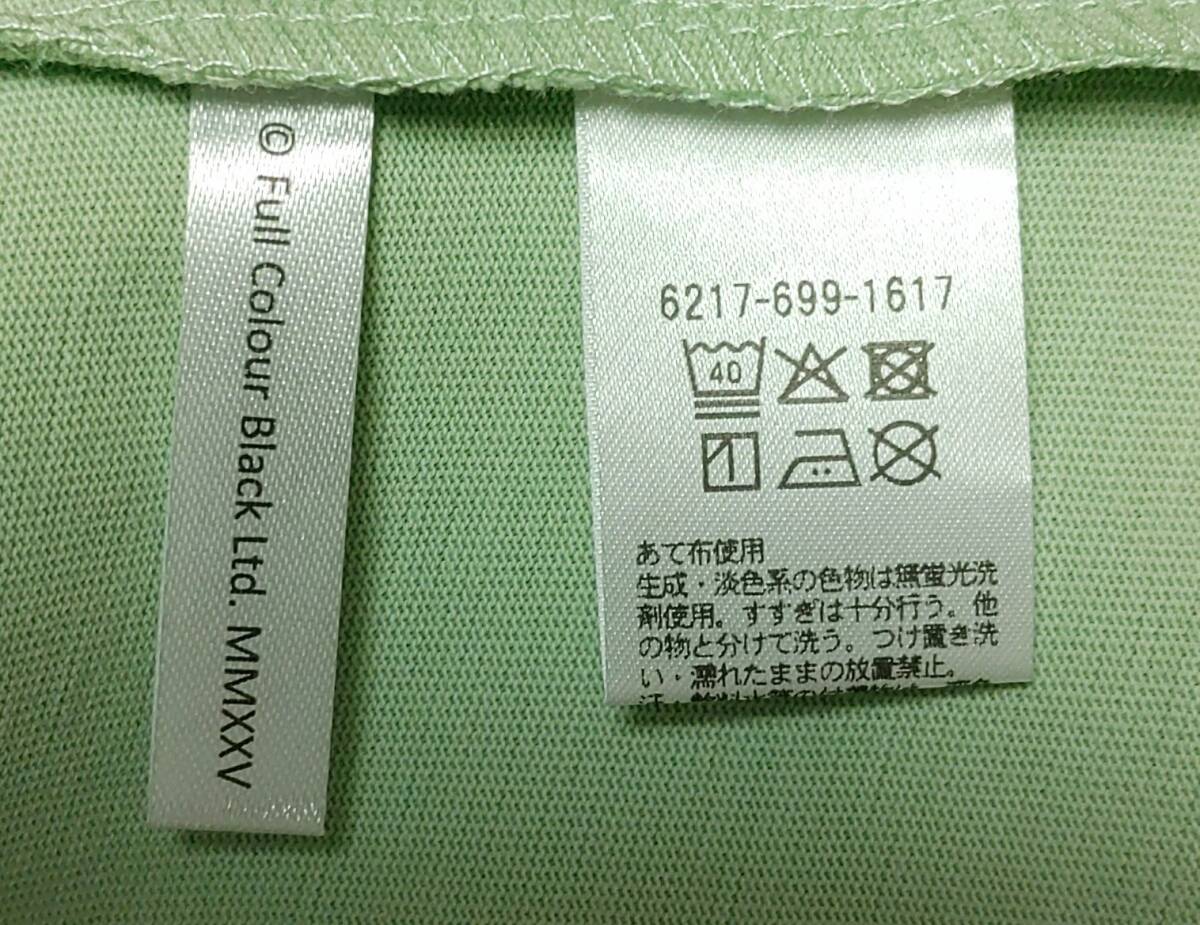 © Full Colour Black Ltd. MMXXV
6217-699-1617
40
あて布使用
生成・淡色系の色物は無蛍光洗
剤使用。すすぎは十分行う。他
の物と分けて洗う。つけ置き洗
い・濡れたままの放置禁止。